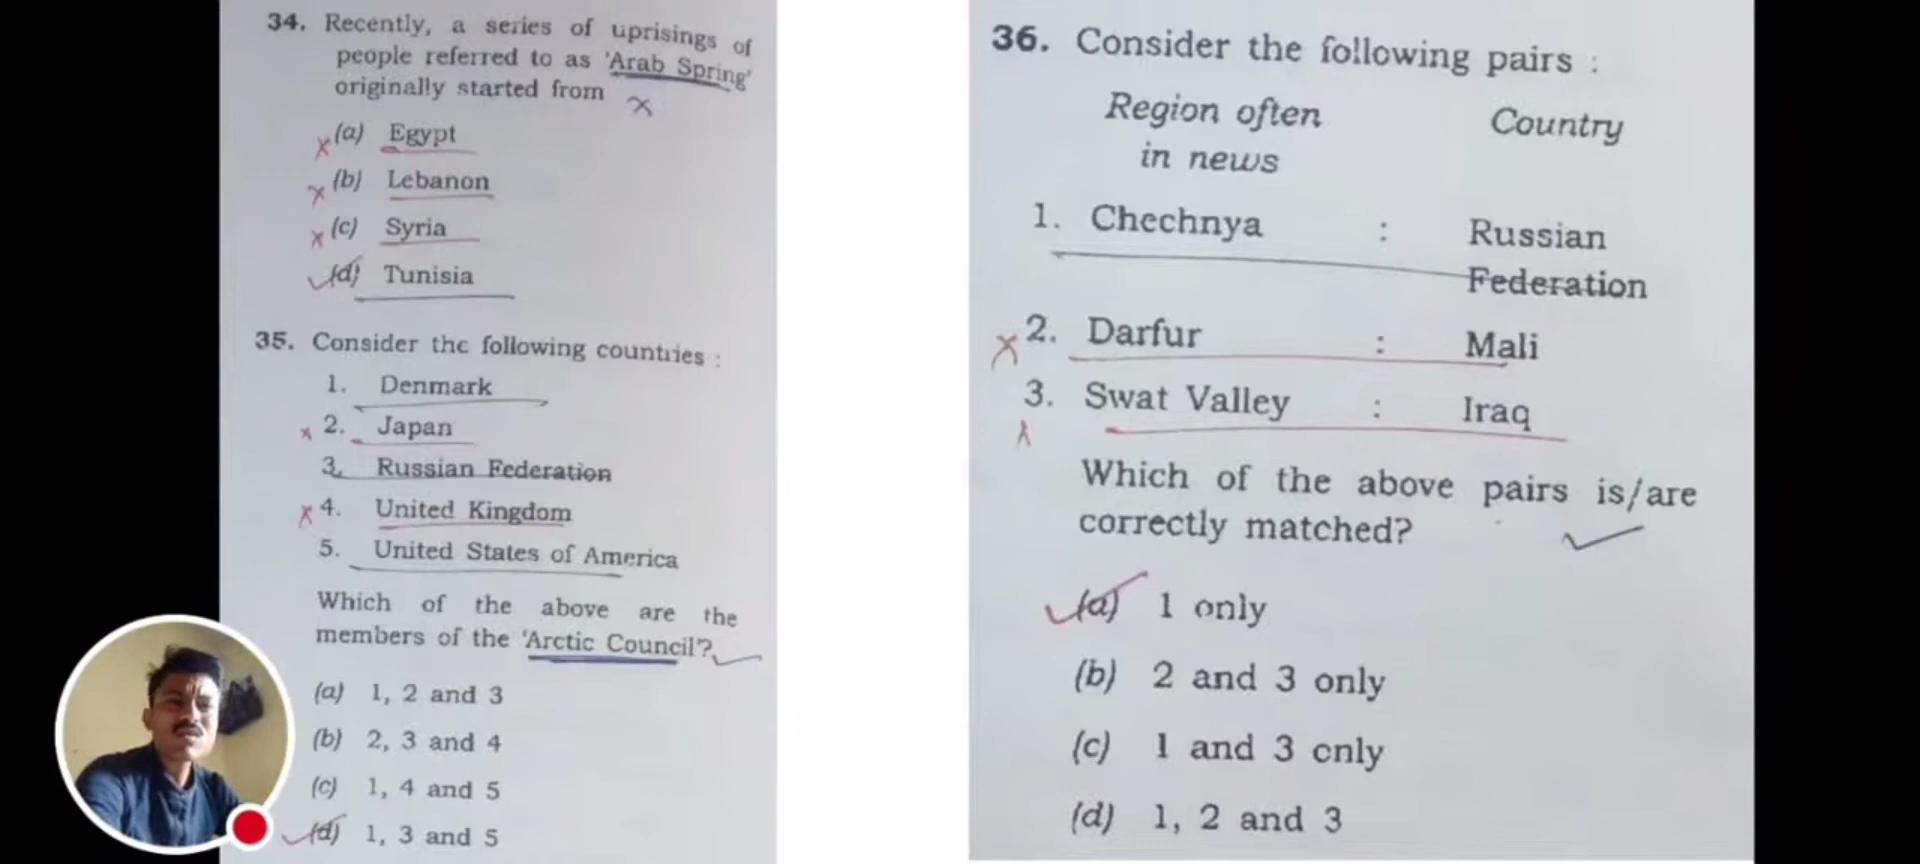 34. Recently, a series of uprisings of
people referred to as 'Arab Spring'
originally started from
(a) Egypt
(b) Lebanon
(c) Syria
(d) Tunisia
35. Consider the following countries :
1. Denmark
2. Japan
3. Russian Federation
4. United Kingdom
5. United States of America
Which of the above are the
members of the 'Arctic Council'?
(a) 1, 2 and 3
(b) 2, 3 and 4
(c) 1, 4 and 5
(d) 1, 3 and 5
36. Consider the following pairs :
Region often Country
in news
1. Chechnya : Russian
Federation
2. Darfur : Mali
3. Swat Valley : Iraq
Which of the above pairs is/are
correctly matched?
(a) 1 only
(b) 2 and 3 only
(c) 1 and 3 only
(d) 1, 2 and 3